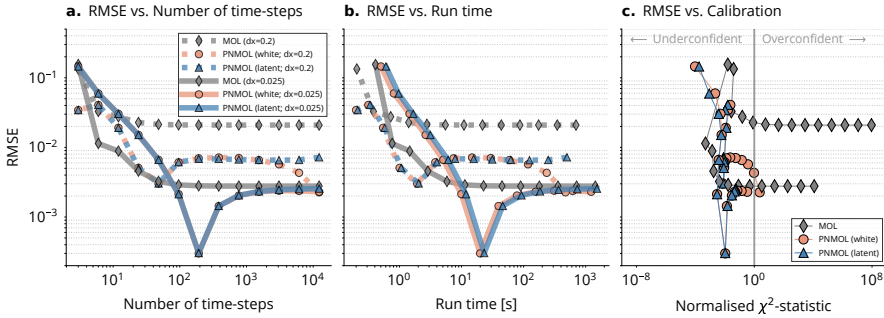 a. RMSE vs. Number of time-steps
RMSE
10⁻¹
10⁻²
10⁻³
10¹
10²
10³
10⁴
Number of time-steps
MOL (dx=0.2)
PNMOL (white; dx=0.2)
PNMOL (latent; dx=0.2)
MOL (dx=0.025)
PNMOL (white; dx=0.025)
PNMOL (latent; dx=0.025)
b. RMSE vs. Run time
10⁰
10¹
10²
10³
Run time [s]
c. RMSE vs. Calibration
← Underconfident
Overconfident →
MOL
PNMOL (white)
PNMOL (latent)
10⁻⁸
10⁰
10⁸
Normalised χ²-statistic